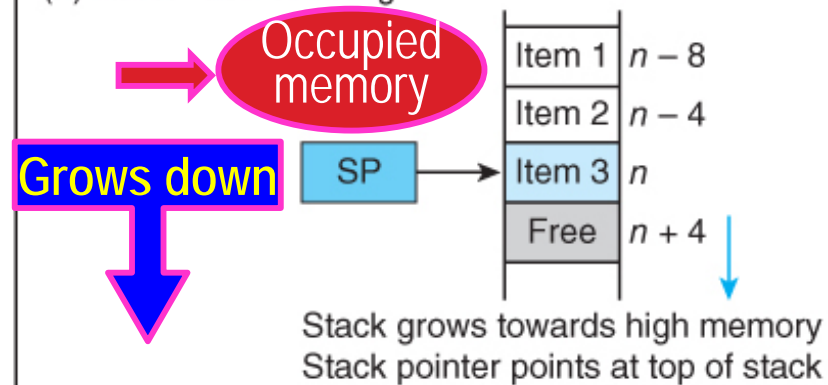 Occupied
memory
Grows down
SP
Item 1 n – 8
Item 2 n – 4
Item 3 n
Free n + 4
Stack grows towards high memory
Stack pointer points at top of stack